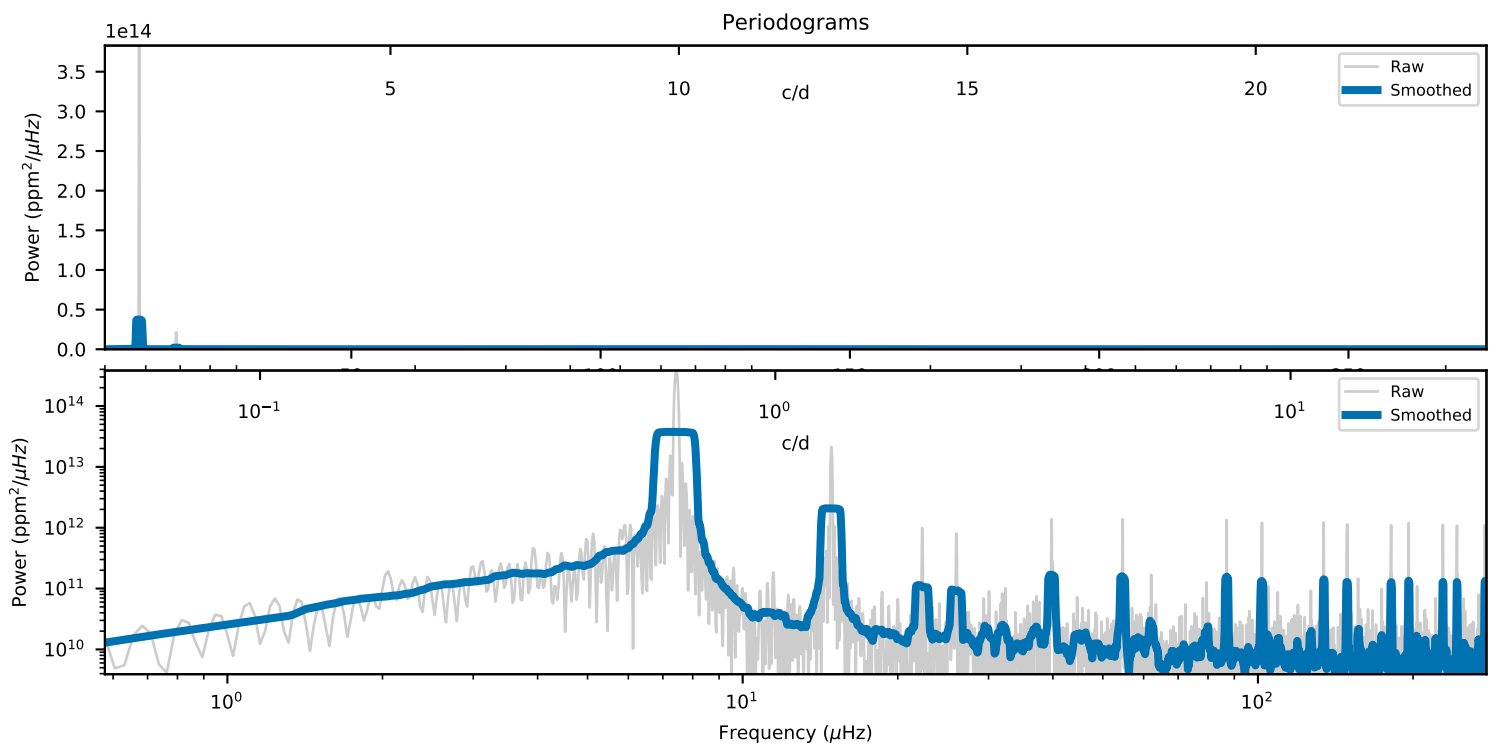 Periodograms
1e14
5
10
15
20
c/d
Raw
Smoothed
3.5
3.0
2.5
2.0
1.5
1.0
0.5
0.0
Power (ppm²/μHz)
10⁻¹
10⁰
10¹
c/d
Raw
Smoothed
10¹⁴
10¹³
10¹²
10¹¹
10¹⁰
Power (ppm²/μHz)
10⁰
10¹
10²
Frequency (μHz)